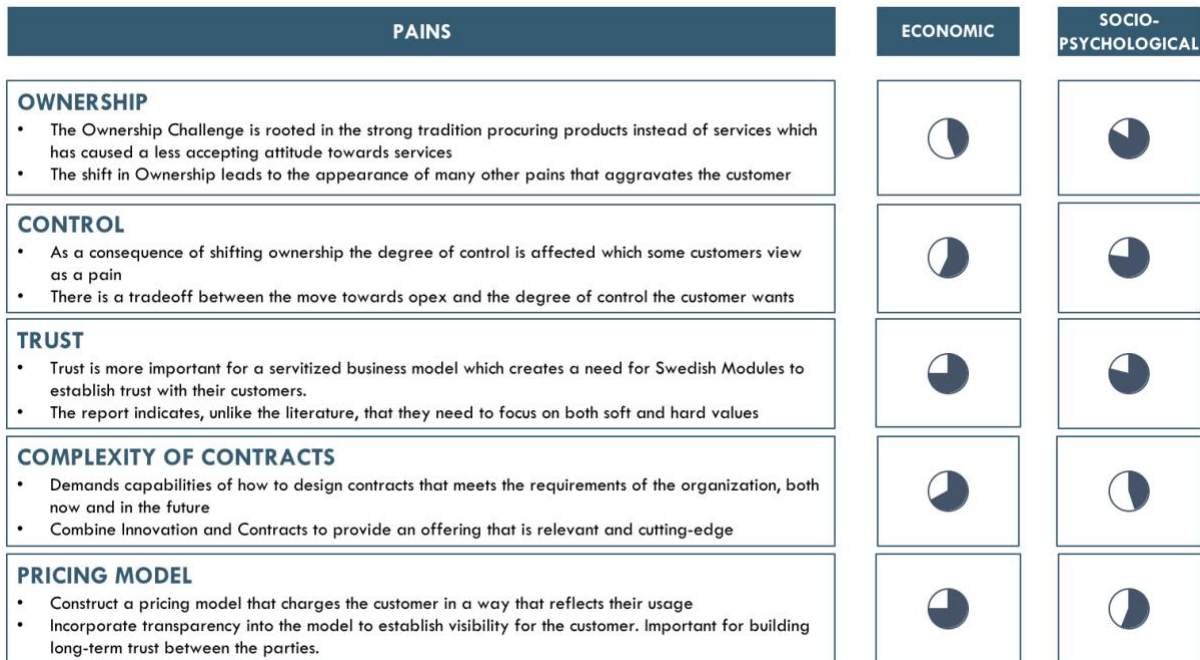 PAINS
ECONOMIC
SOCIO-
PSYCHOLOGICAL
OWNERSHIP
• The Ownership Challenge is rooted in the strong tradition procuring products instead of services which
has caused a less accepting attitude towards services
• The shift in Ownership leads to the appearance of many other pains that aggravates the customer
CONTROL
• As a consequence of shifting ownership the degree of control is affected which some customers view
as a pain
• There is a tradeoff between the move towards opex and the degree of control the customer wants
TRUST
• Trust is more important for a servitized business model which creates a need for Swedish Modules to
establish trust with their customers.
• The report indicates, unlike the literature, that they need to focus on both soft and hard values
COMPLEXITY OF CONTRACTS
• Demands capabilities of how to design contracts that meets the requirements of the organization, both
now and in the future
• Combine Innovation and Contracts to provide an offering that is relevant and cutting-edge
PRICING MODEL
• Construct a pricing model that charges the customer in a way that reflects their usage
• Incorporate transparency into the model to establish visibility for the customer. Important for building
long-term trust between the parties.